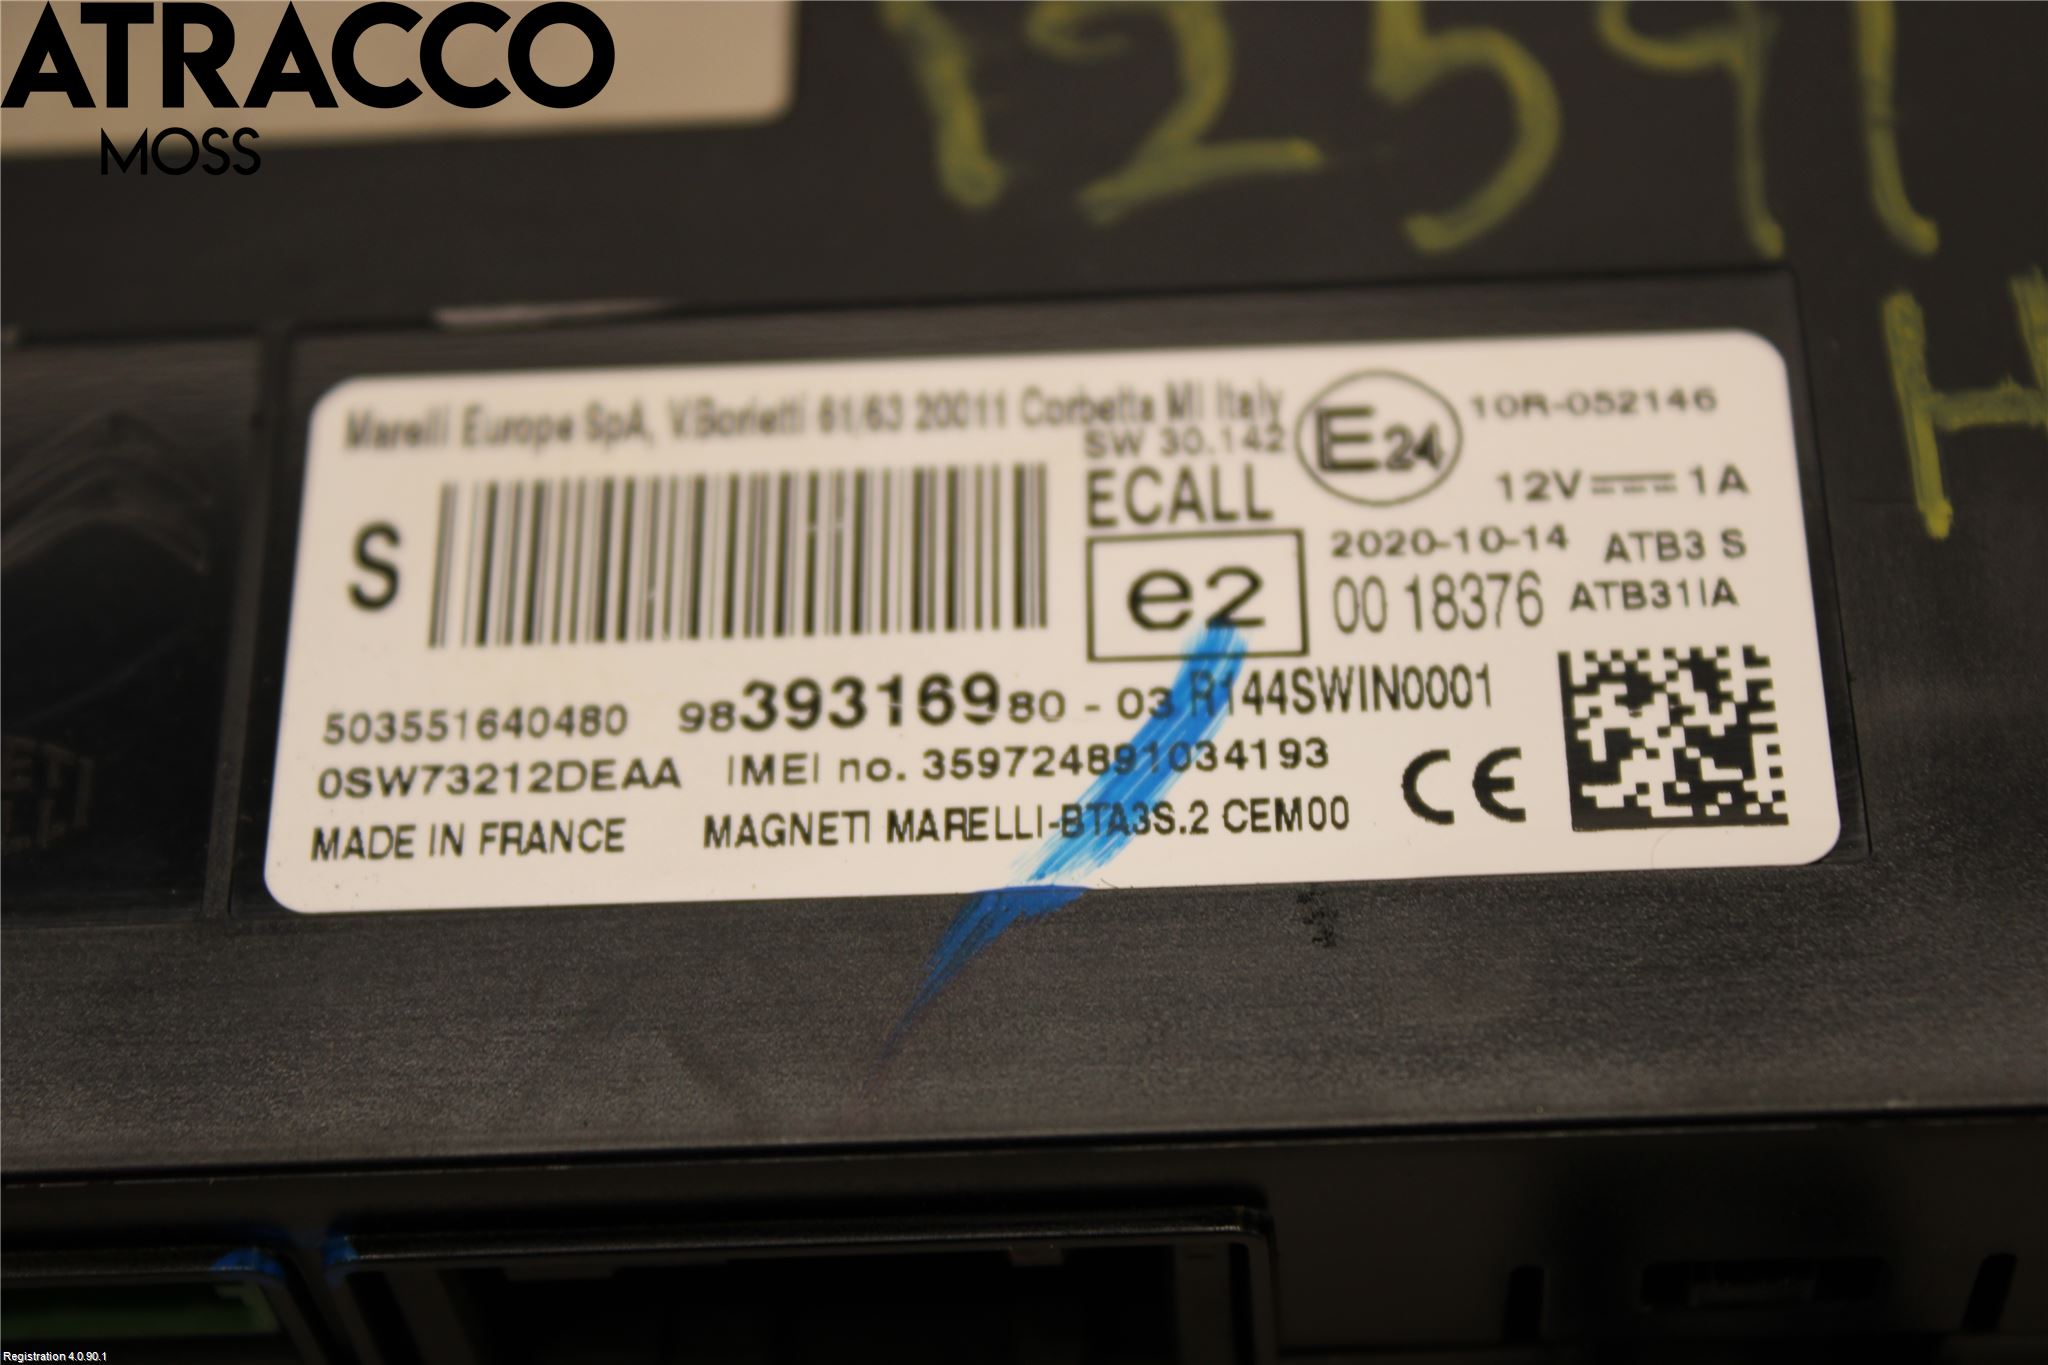 ATRACCO
MOSS
12591
H
Marelli Europe SpA, V.Borletti 61/63 20011 Corbetta MI Italy
SW 30.142
E24
10R-052146
S
ECALL
12V 1A
e2
2020-10-14 ATB3 S
00 18376 ATB31IA
503551640480 9839316980 - 03 R144SWIN0001
0SW73212DEAA IMEI no. 359724891034193
MADE IN FRANCE MAGNETI MARELLI-BTA3S.2 CEM00
CE
Registration 4.0.90.1